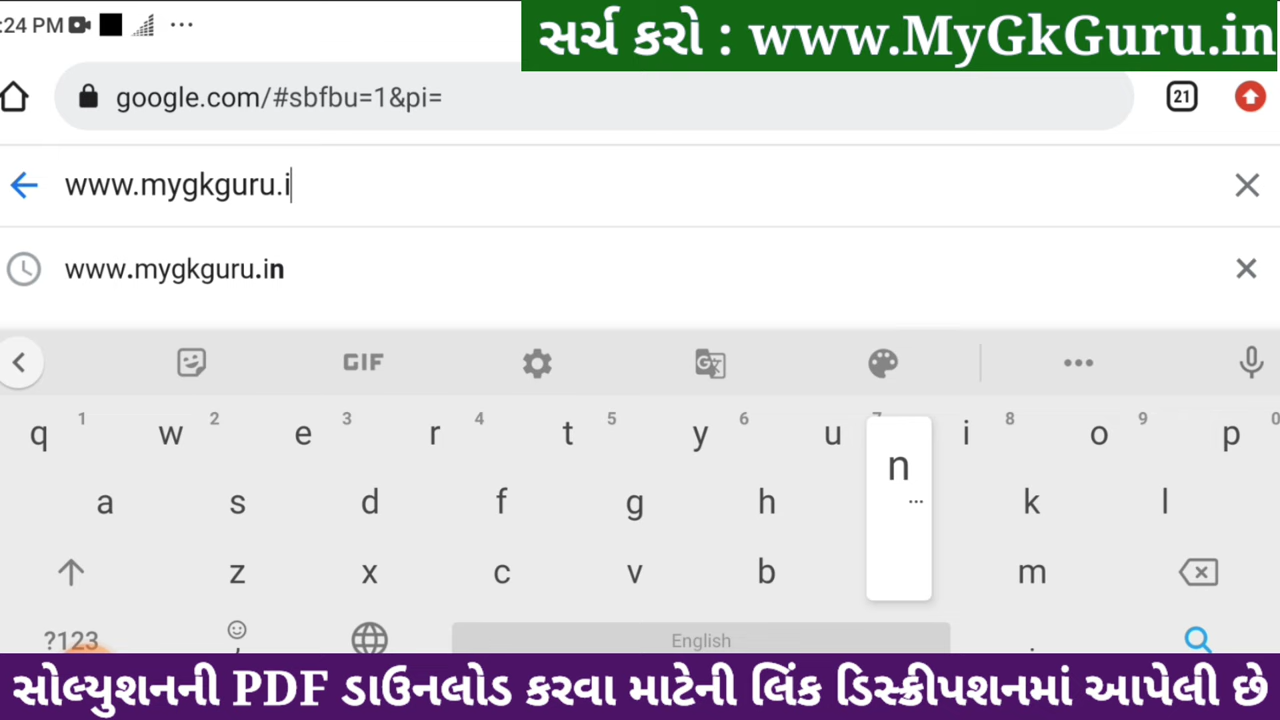 :24 PM ...
સર્ચ કરો : www.MyGkGuru.in
google.com/#sbfbu=1&pi=
21
www.mygkguru.i
www.mygkguru.in
GIF
...
q 1 w 2 e 3 r 4 t 5 y 6 u 7 i 8 o 9 p 0
a s d f g h k l
n
...
z x c v b m
?123 , English .
સોલ્યુશનની PDF ડાઉનલોડ કરવા માટેની લિંક ડિસ્ક્રીપશનમાં આપેલી છે